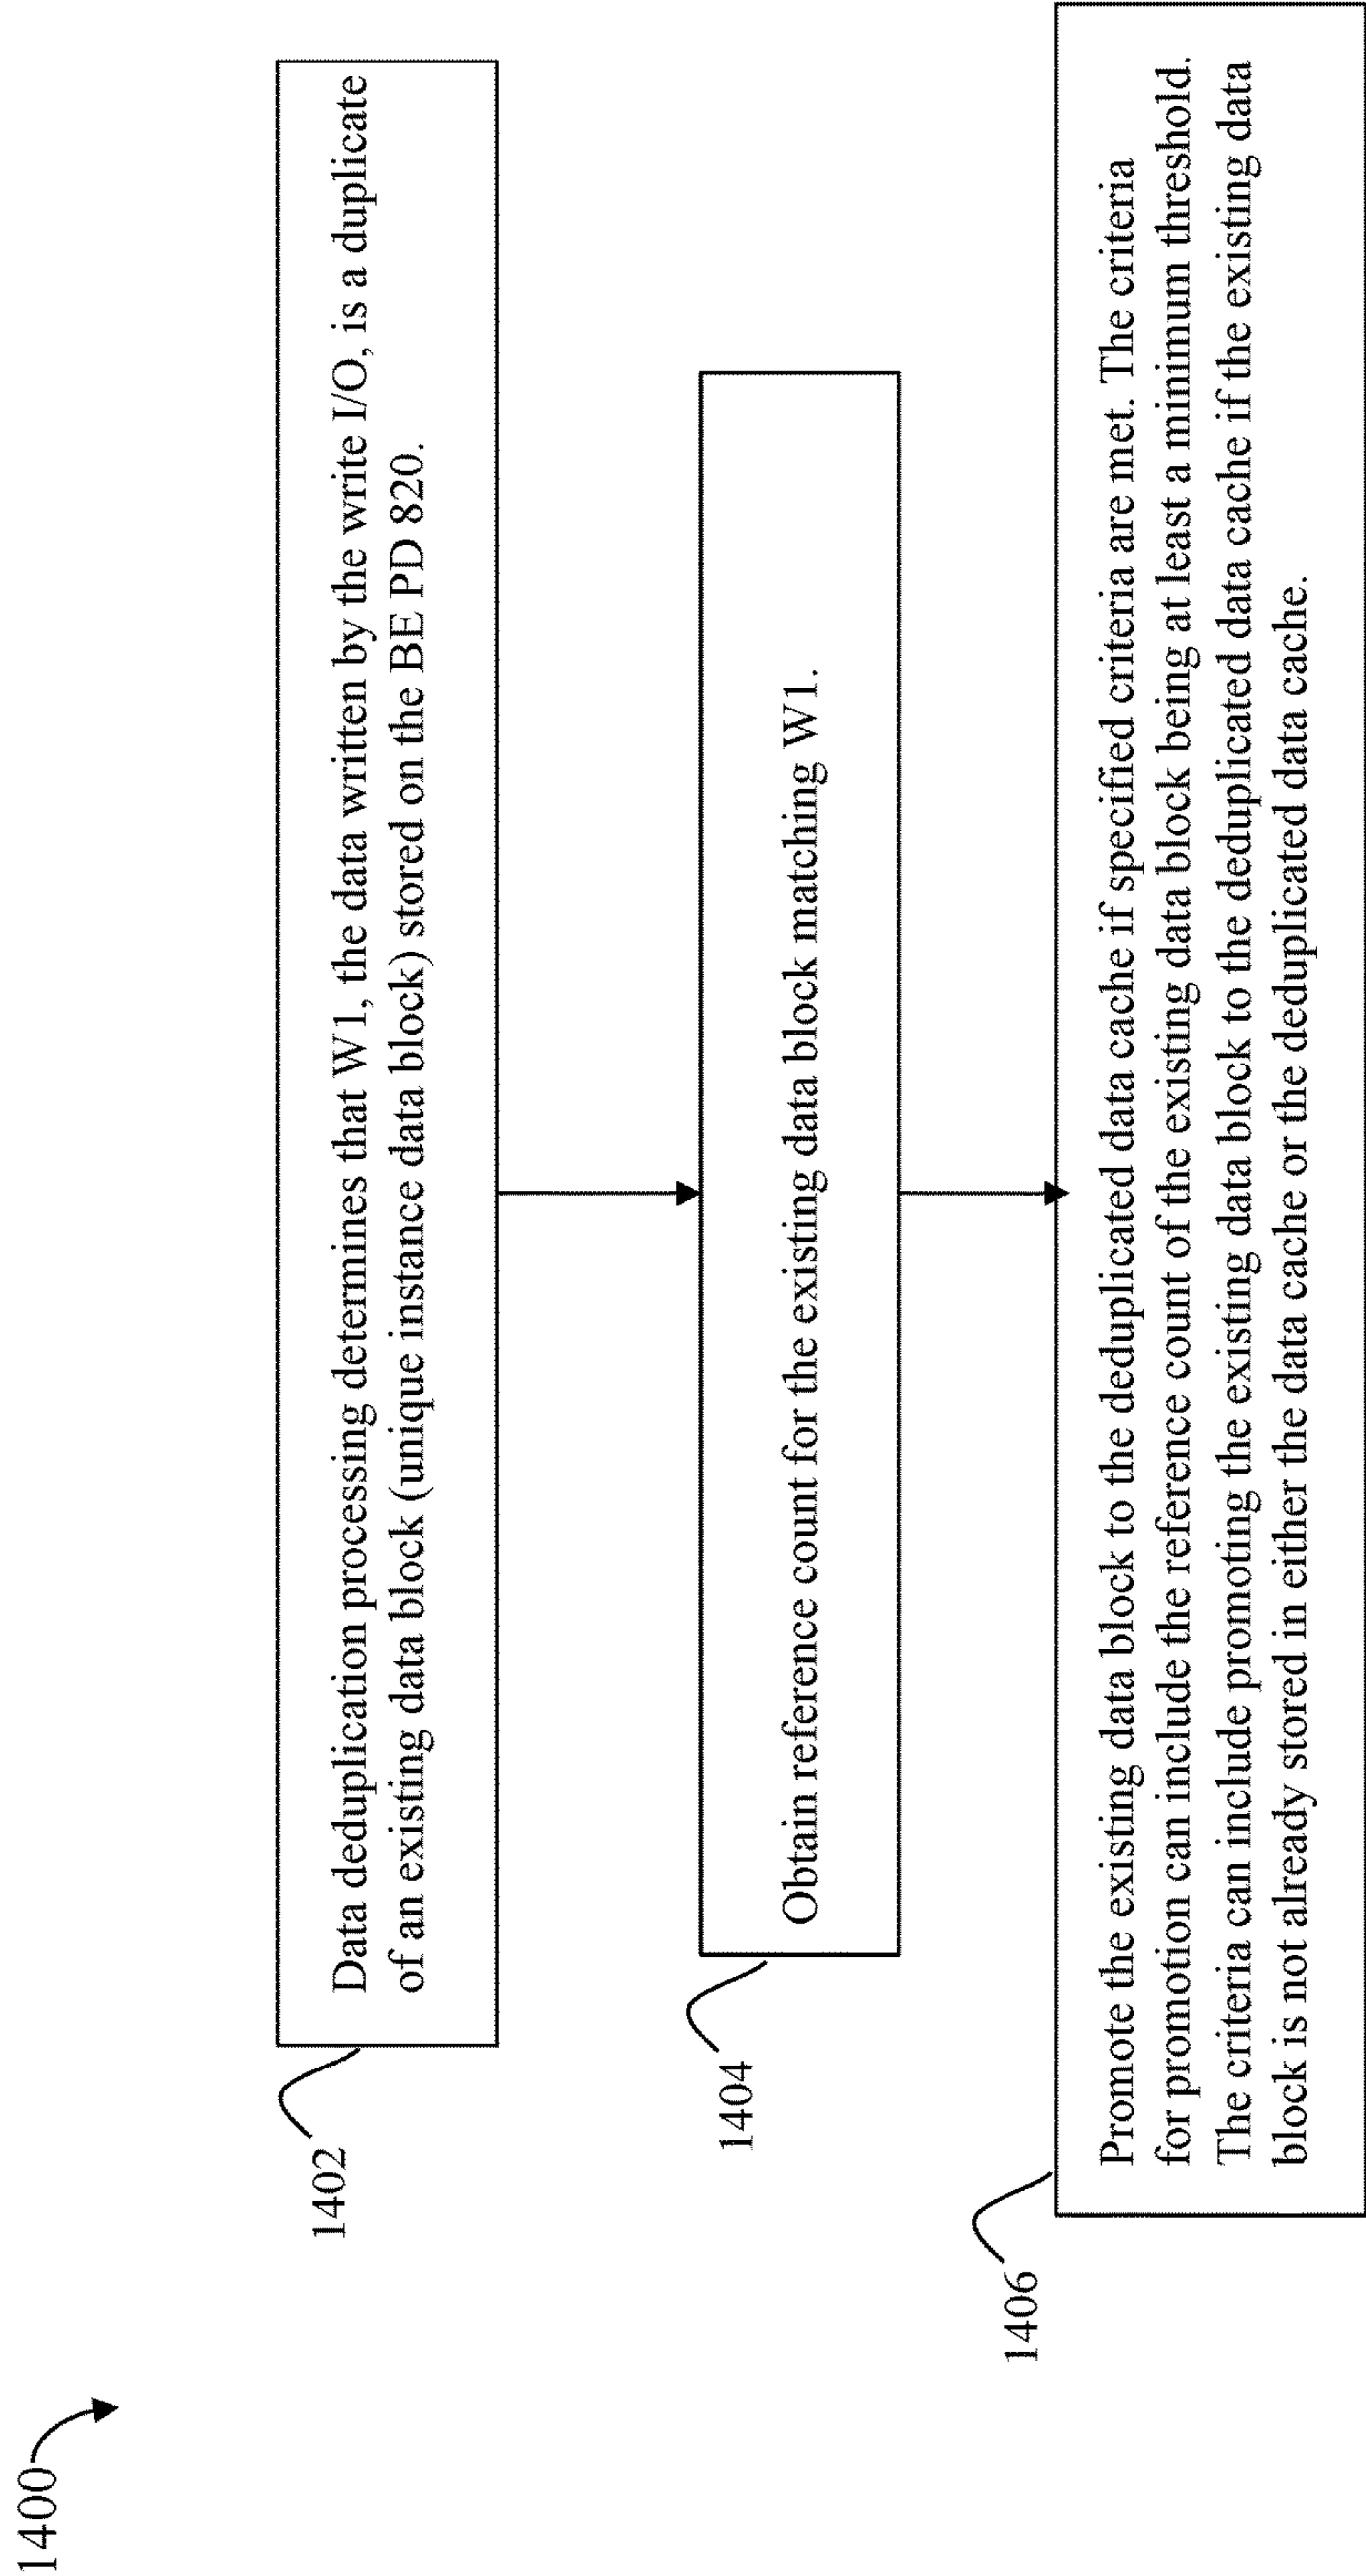 1400
1402
Data deduplication processing determines that W1, the data written by the write I/O, is a duplicate
of an existing data block (unique instance data block) stored on the BE PD 820.
1404
Obtain reference count for the existing data block matching W1.
1406
Promote the existing data block to the deduplicated data cache if specified criteria are met. The criteria
for promotion can include the reference count of the existing data block being at least a minimum threshold.
The criteria can include promoting the existing data block to the deduplicated data cache if the existing data
block is not already stored in either the data cache or the deduplicated data cache.